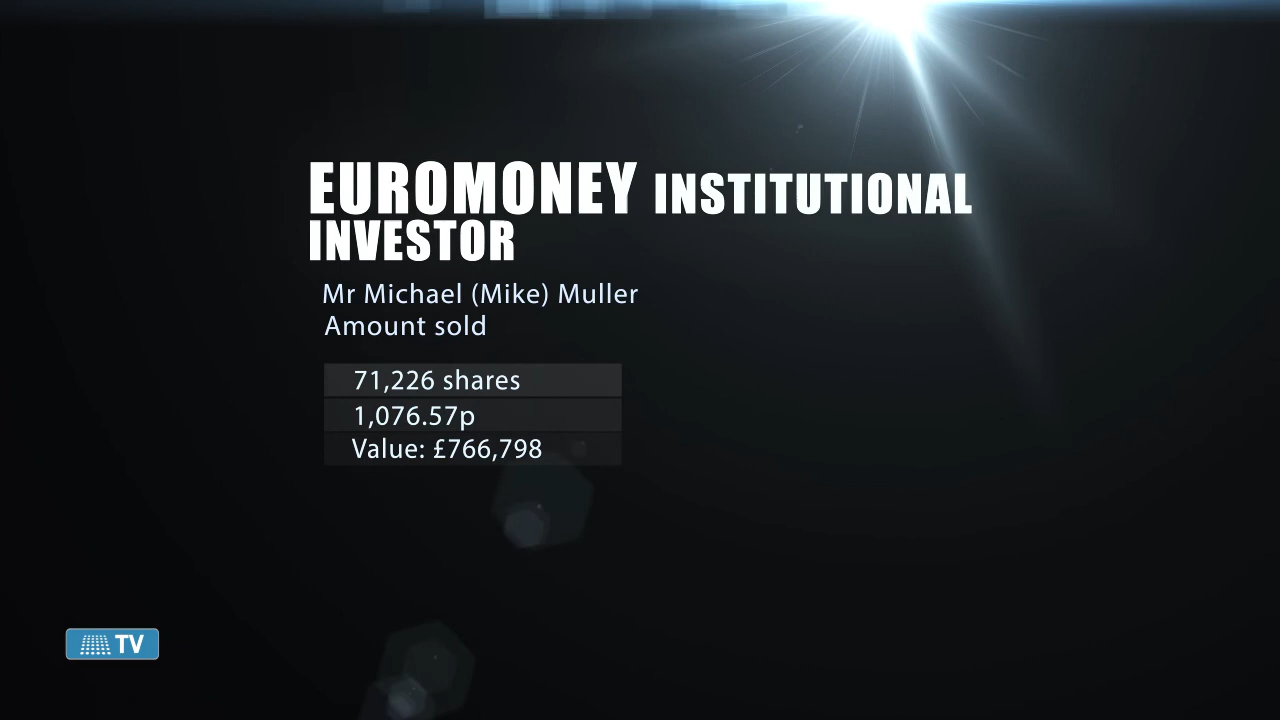 EUROMONEY INSTITUTIONAL
INVESTOR
Mr Michael (Mike) Muller
Amount sold
71,226 shares
1,076.57p
Value: £766,798
TV